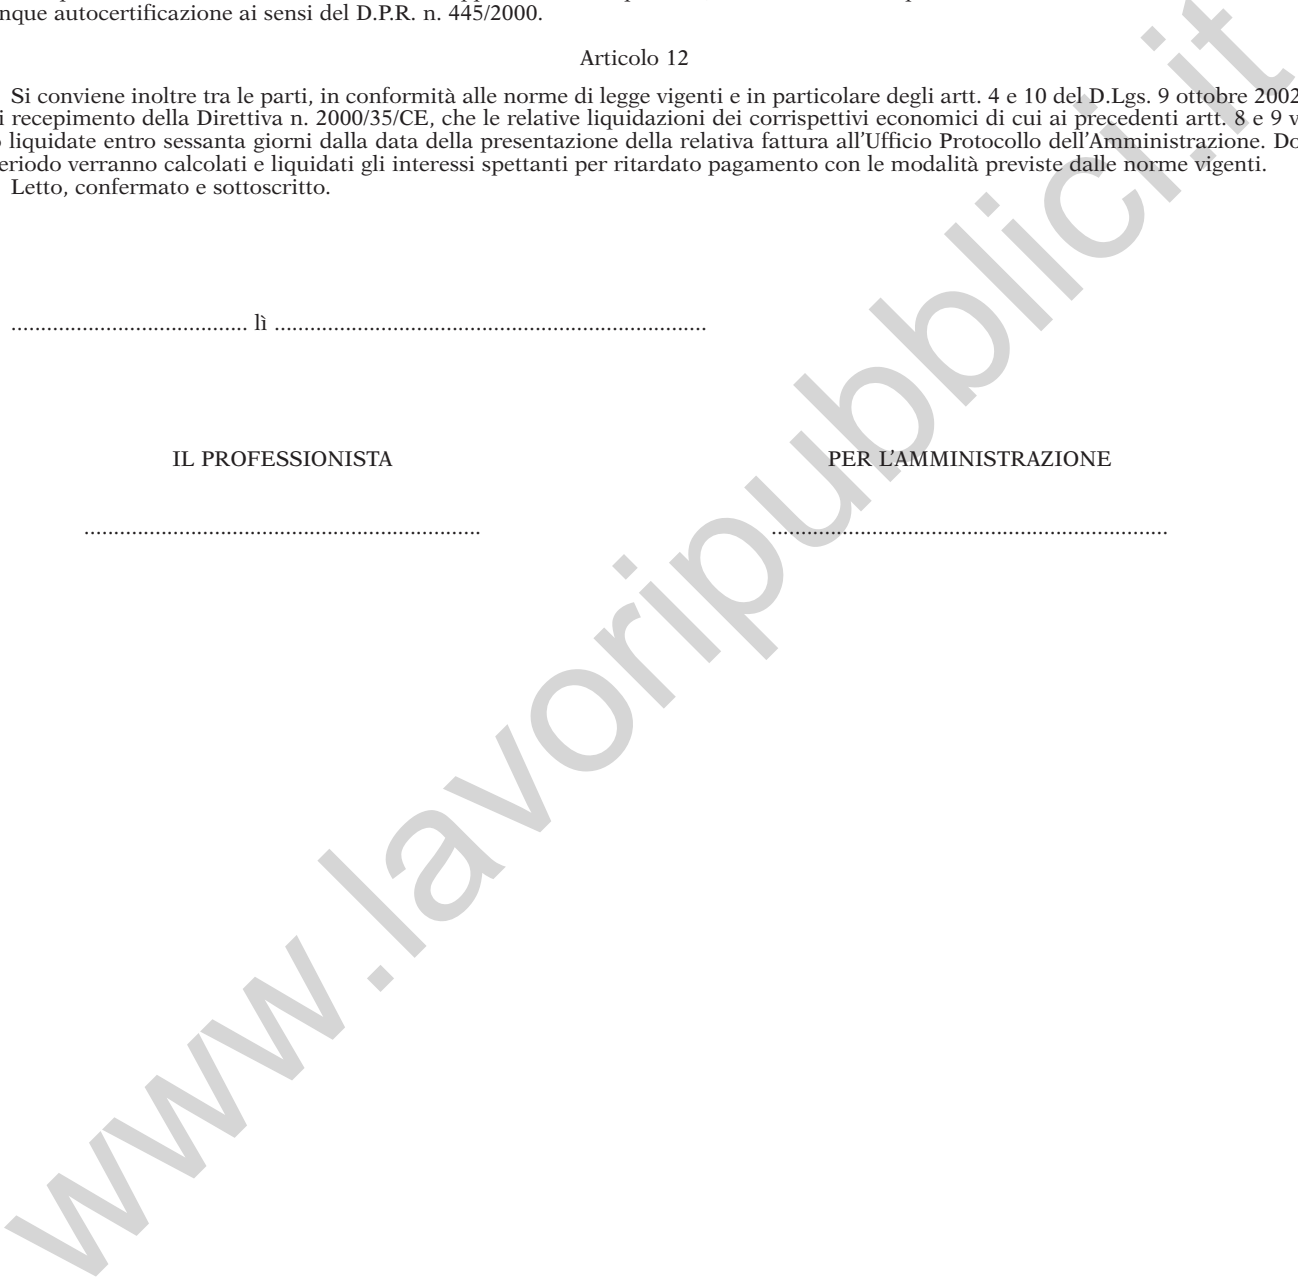 nque autocertificazione ai sensi del D.P.R. n. 445/2000.
Articolo 12
Si conviene inoltre tra le parti, in conformità alle norme di legge vigenti e in particolare degli artt. 4 e 10 del D.Lgs. 9 ottobre 2002
i recepimento della Direttiva n. 2000/35/CE, che le relative liquidazioni dei corrispettivi economici di cui ai precedenti artt. 8 e 9 v
o liquidate entro sessanta giorni dalla data della presentazione della relativa fattura all'Ufficio Protocollo dell'Amministrazione. Do
eriodo verranno calcolati e liquidati gli interessi spettanti per ritardato pagamento con le modalità previste dalle norme vigenti.
Letto, confermato e sottoscritto.
........................................ lì .........................................................................
IL PROFESSIONISTA PER L'AMMINISTRAZIONE
................................................................... ...................................................................
www.lavoripubblici.it